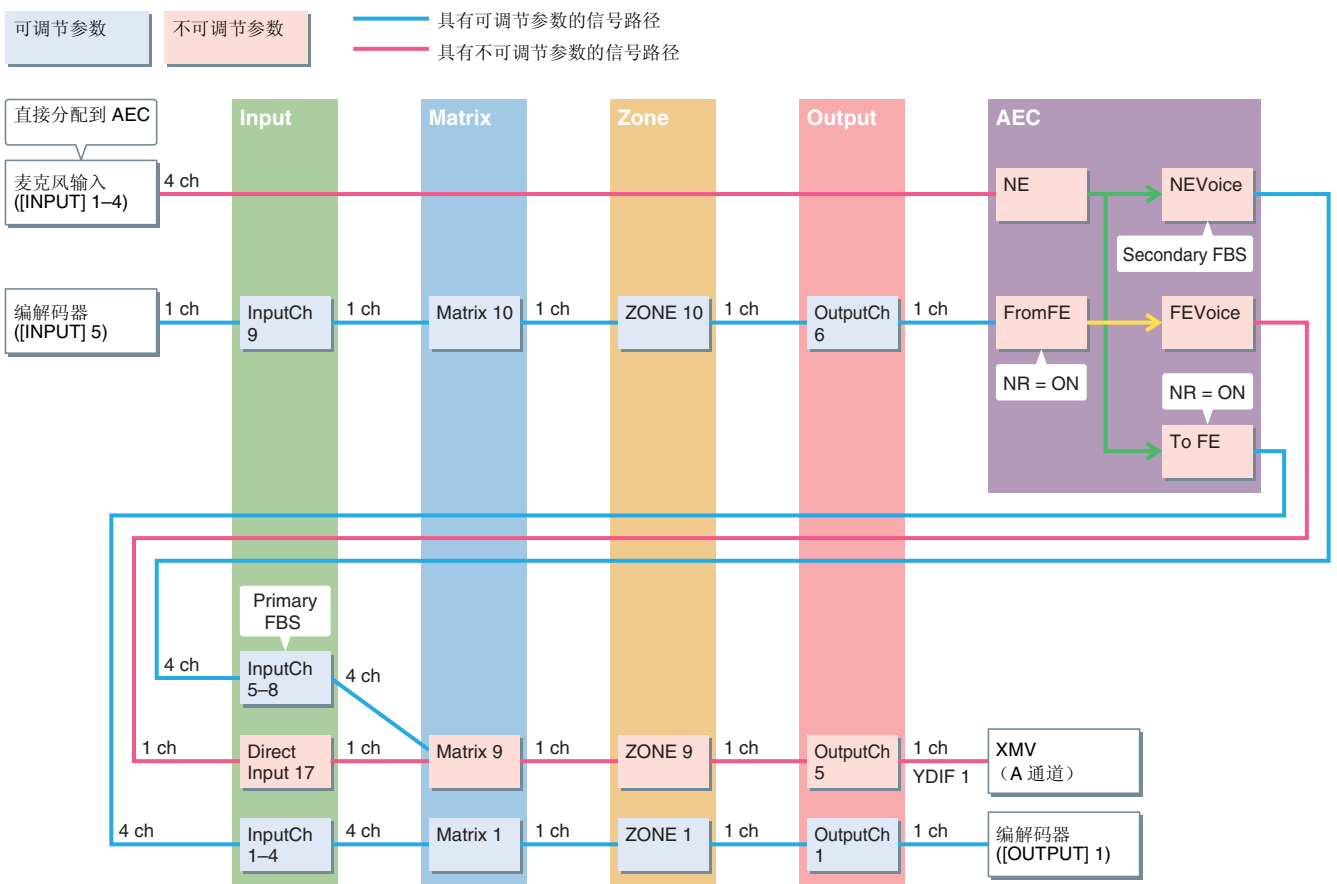 可调节参数
不可调节参数
具有可调节参数的信号路径
具有不可调节参数的信号路径
直接分配到 AEC
Input
Matrix
Zone
Output
AEC
麦克风输入
([INPUT] 1–4)
4 ch
NE
NEVoice
Secondary FBS
编解码器
([INPUT] 5)
1 ch
InputCh
9
1 ch
Matrix 10
1 ch
ZONE 10
1 ch
OutputCh
6
1 ch
FromFE
FEVoice
NR = ON
NR = ON
To FE
Primary
FBS
4 ch
InputCh
5–8
4 ch
1 ch
Direct
Input 17
1 ch
Matrix 9
1 ch
ZONE 9
1 ch
OutputCh
5
1 ch
YDIF 1
XMV
（A 通道）
4 ch
InputCh
1–4
4 ch
Matrix 1
1 ch
ZONE 1
1 ch
OutputCh
1
1 ch
编解码器
([OUTPUT] 1)